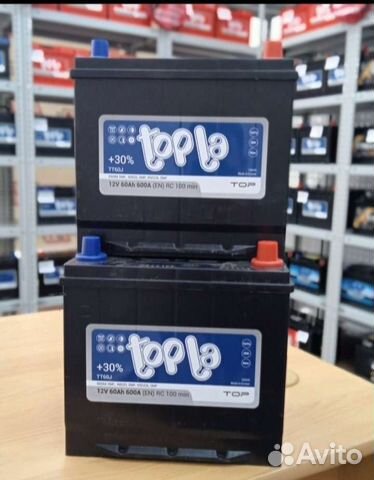 topla
+30%
TT60J
12V 60Ah 600A (EN) RC 100 min
TOP
topla
+30%
TT60J
12V 60Ah 600A (EN) RC 100 min
TOP
Avito